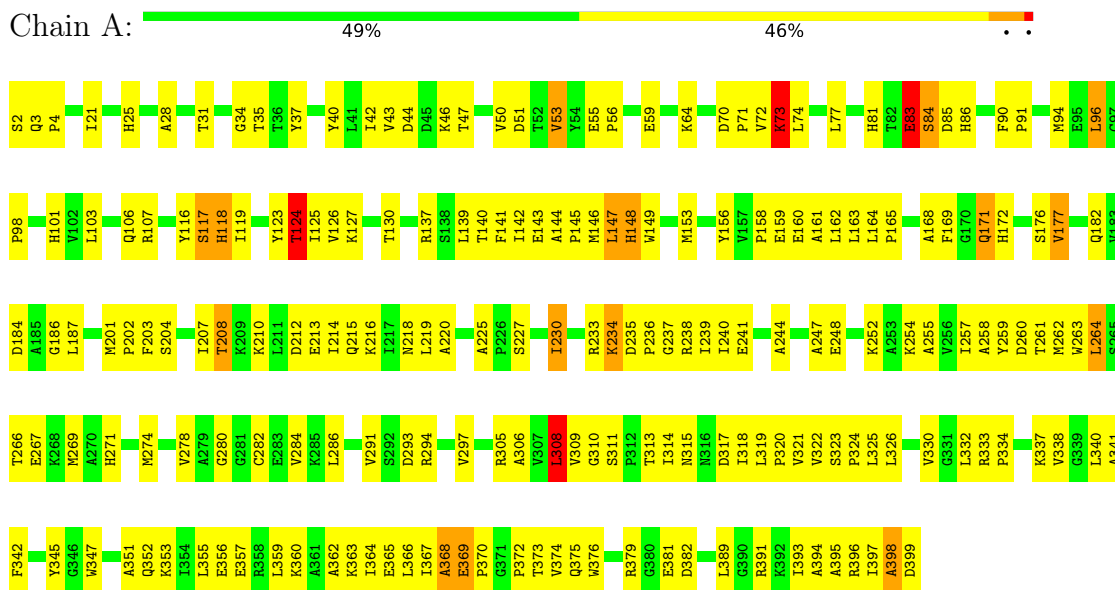 Chain A:
49% 46% . .
S2 Q3 P4 I21 H25 A28 T31 G34 T35 T36 Y37 Y40 L41 I42 V43 D44 D45 K46 T47 V50 D51 T52 V53 Y54 E55 P56 E59 K64 D70 P71 V72 K73 L74 L77 H81 T82 E83 S84 D85 H86 F90 P91 M94 E95 L96
P98 H101 V102 L103 Q106 R107 Y116 S117 H118 I119 Y123 T124 I125 V126 K127 T130 R137 S138 L139 T140 F141 I142 E143 A144 P145 M146 L147 H148 W149 M153 Y156 V157 P158 E159 E160 A161 L162 L163 L164 P165 A168 F169 G170 Q171 H172 S176 V177 Q182 V183
D184 A185 G186 L187 M201 P202 F203 S204 I207 T208 K209 K210 L211 D212 E213 I214 Q215 K216 I217 N218 L219 A220 A225 P226 S227 I230 R233 K234 D235 P236 G237 R238 I239 I240 E241 A244 A247 E248 K252 A253 K254 A255 V256 I257 A258 Y259 D260 T261 M262 W263 L264 S265
T266 E267 K268 M269 A270 H271 M274 V278 A279 G280 G281 C282 E283 V284 K285 L286 V291 S292 D293 R294 V297 R305 A306 V307 L308 V309 G310 S311 P312 T313 I314 N315 N316 D317 I318 L319 P320 V321 V322 S323 P324 L325 L326 V330 G331 L332 R333 P334 K337 V338 G339 L340 A341
F342 Y345 G346 W347 A351 Q352 K353 I354 L355 E356 E357 R358 L359 K360 A361 A362 K363 I364 E365 L366 I367 A368 E369 P370 G371 P372 T373 V374 Q375 W376 R379 G380 E381 D382 L389 G390 R391 K392 I393 A394 A395 R396 I397 A398 D399